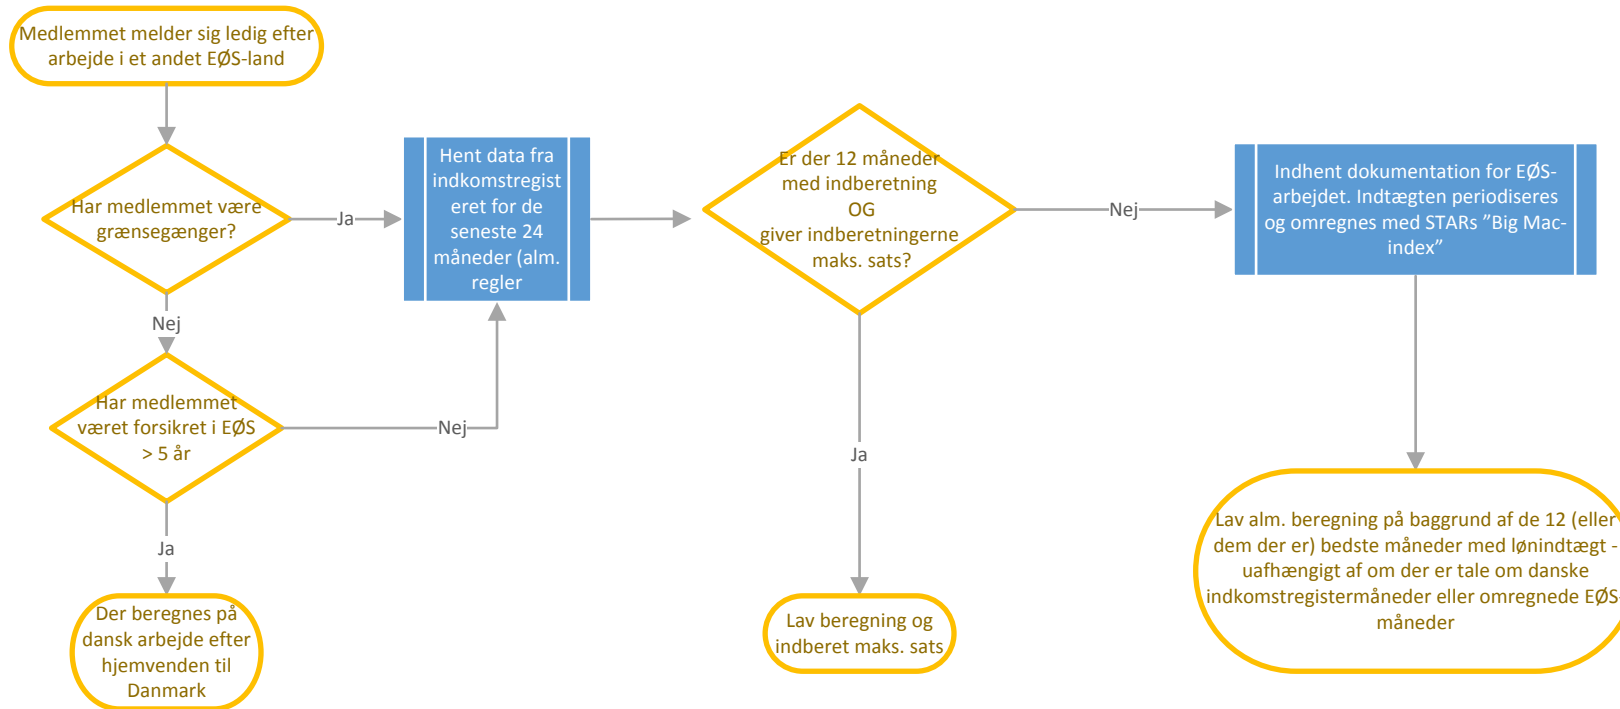 Medlemmet melder sig ledig efter
arbejde i et andet EØS-land
Har medlemmet være
grænsegænger?
Ja
Hent data fra
indkomstregist
eret for de
seneste 24
måneder (alm.
regler
Er der 12 måneder
med indberetning
OG
giver indberetningerne
maks. sats?
Nej
Indhent dokumentation for EØS-
arbejdet. Indtægten periodiseres
og omregnes med STARs ”Big Mac-
index”
Nej
Har medlemmet
været forsikret i EØS
> 5 år
Nej
Ja
Ja
Der beregnes på
dansk arbejde efter
hjemvenden til
Danmark
Lav beregning og
indberet maks. sats
Lav alm. beregning på baggrund af de 12 (eller
dem der er) bedste måneder med lønindtægt -
uafhængigt af om der er tale om danske
indkomstregistermåneder eller omregnede EØS-
måneder